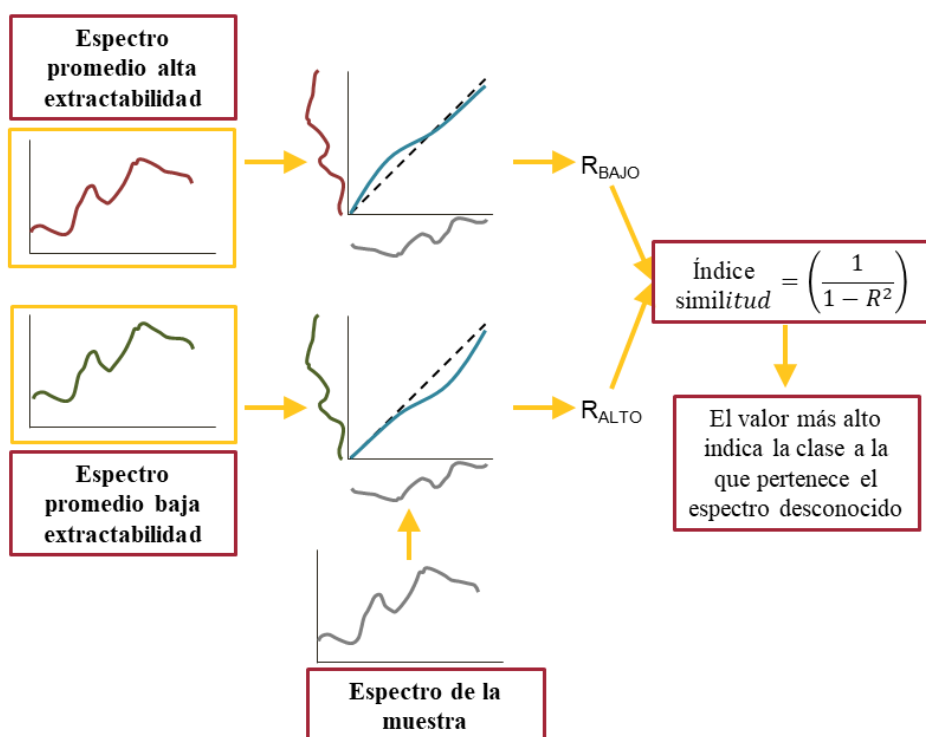 Espectro
promedio alta
extractabilidad
R_BAJO
Índice
similitud = (1 / (1 − R²))
Espectro
promedio baja
extractabilidad
R_ALTO
El valor más alto
indica la clase a la
que pertenece el
espectro desconocido
Espectro de la
muestra